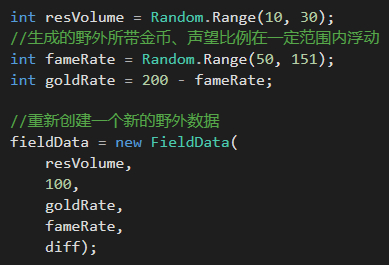 int resVolume = Random.Range(10, 30);
//生成的野外所带金币、声望比例在一定范围内浮动
int fameRate = Random.Range(50, 151);
int goldRate = 200 - fameRate;
//重新创建一个新的野外数据
fieldData = new FieldData(
    resVolume,
    100,
    goldRate,
    fameRate,
    diff);